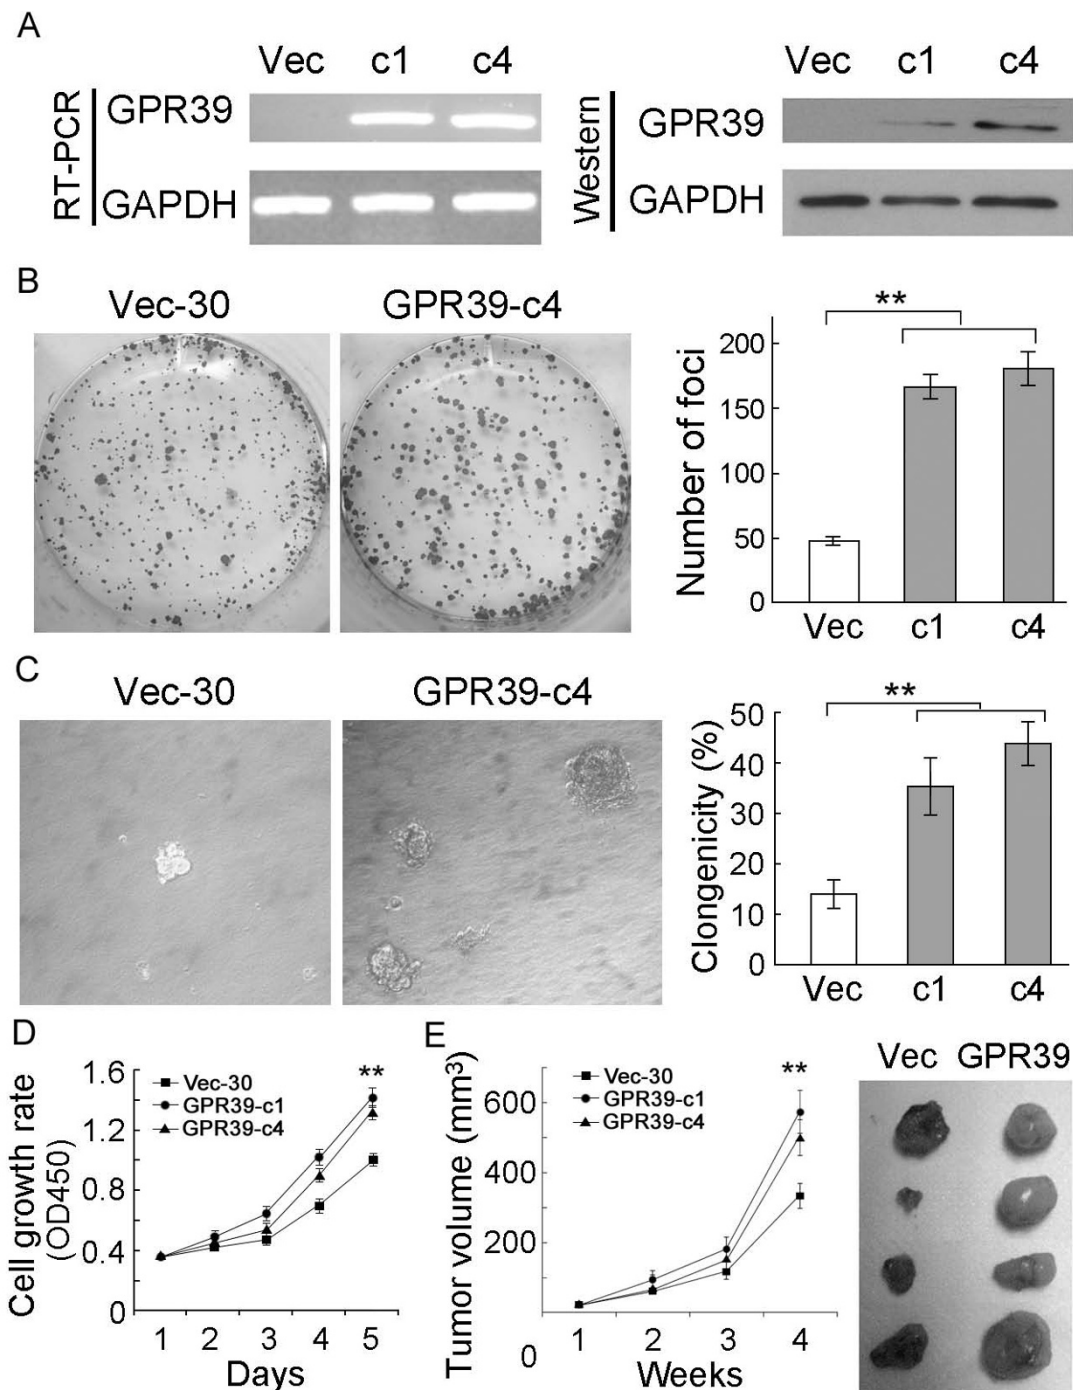 A
Vec c1 c4
RT-PCR
GPR39
GAPDH
Vec c1 c4
Western
GPR39
GAPDH
B
Vec-30 GPR39-c4
**
Number of foci
200
150
100
50
0
Vec c1 c4
C
Vec-30 GPR39-c4
**
Clongenicity (%)
50
40
30
20
10
0
Vec c1 c4
D
Cell growth rate
(OD450)
1.6
1.2
0.8
0.4
0
Vec-30
GPR39-c1
GPR39-c4
**
1 2 3 4 5
Days
E
Tumor volume (mm³)
600
400
200
0
Vec-30
GPR39-c1
GPR39-c4
**
1 2 3 4
Weeks
Vec GPR39